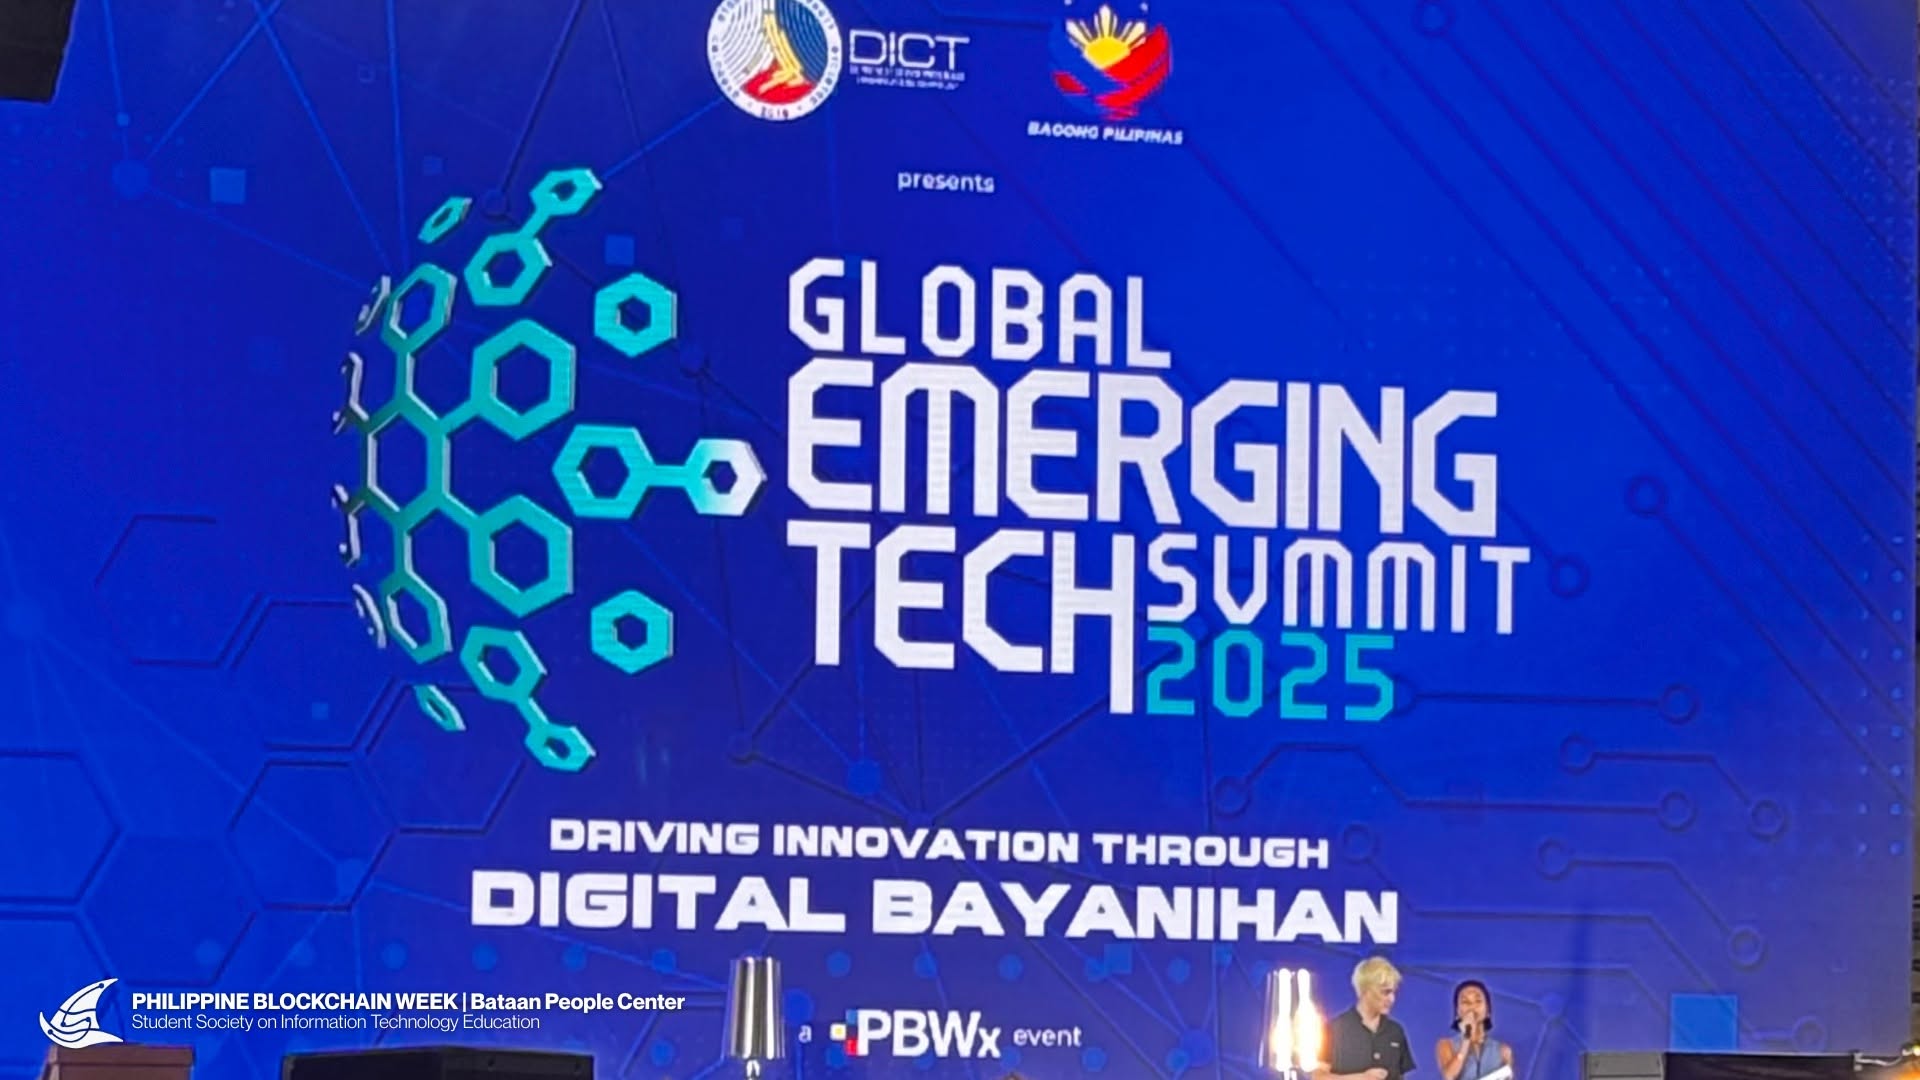 DICT
BAGONG PILIPINAS
presents
GLOBAL
EMERGING
TECH SUMMIT
2025
DRIVING INNOVATION THROUGH
DIGITAL BAYANIHAN
a PBWx event
PHILIPPINE BLOCKCHAIN WEEK | Bataan People Center
Student Society on Information Technology Education